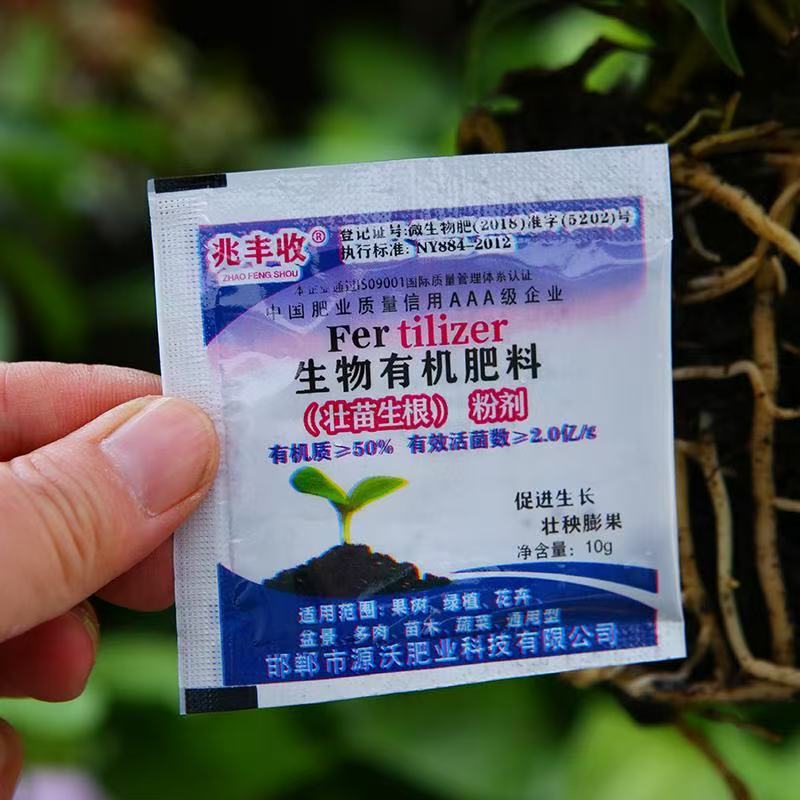 兆丰收®
ZHAO FENG SHOU
登记证号:微生物肥(2018)准字(5202)号
执行标准: NY884-2012
本企业通过ISO9001国际质量管理体系认证
中国肥业质量信用AAA级企业
Fer tilizer
生物有机肥料
(壮苗生根) 粉剂
有机质≥50% 有效活菌数≥2.0亿/g
促进生长
壮秧膨果
净含量: 10g
适用范围: 果树、绿植、花卉、
盆景、多肉、苗木、蔬菜、通用型
邯郸市源沃肥业科技有限公司